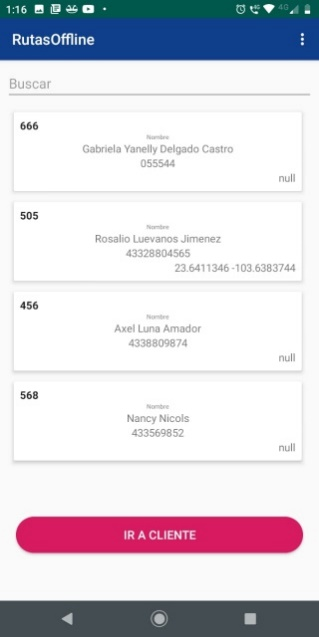 1:16
4G
RutasOffline
Buscar
666
Nombre
Gabriela Yanelly Delgado Castro
055544
null
505
Nombre
Rosalio Luevanos Jimenez
43328804565
23.6411346 -103.6383744
456
Nombre
Axel Luna Amador
4338809874
null
568
Nombre
Nancy Nicols
433569852
null
IR A CLIENTE